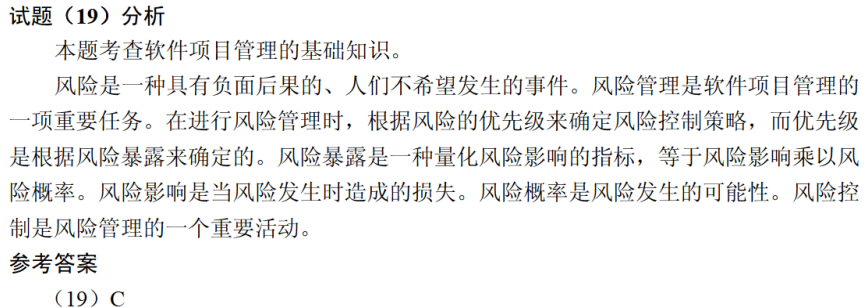 试题（19）分析
本题考查软件项目管理的基础知识。
风险是一种具有负面后果的、人们不希望发生的事件。风险管理是软件项目管理的
一项重要任务。在进行风险管理时，根据风险的优先级来确定风险控制策略，而优先级
是根据风险暴露来确定的。风险暴露是一种量化风险影响的指标，等于风险影响乘以风
险概率。风险影响是当风险发生时造成的损失。风险概率是风险发生的可能性。风险控
制是风险管理的一个重要活动。
参考答案
（19）C